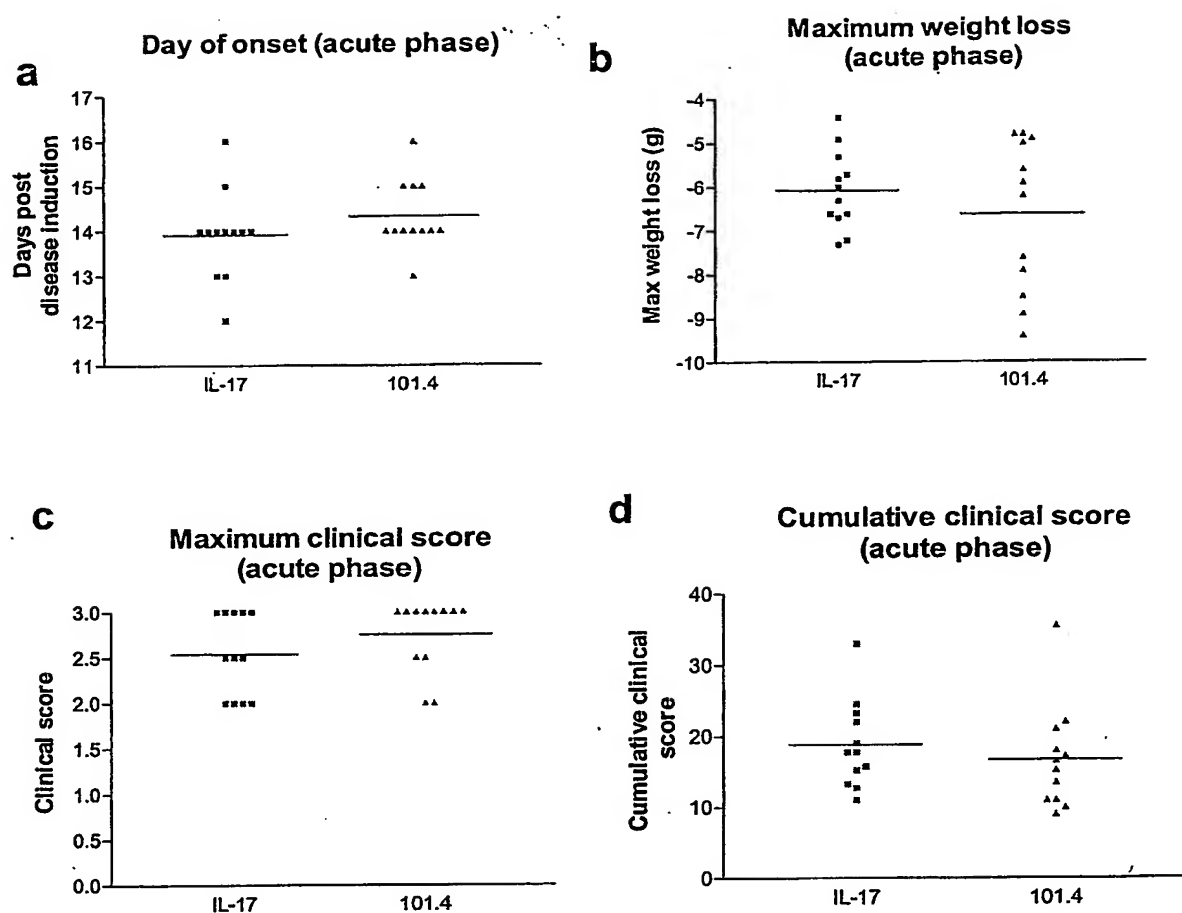 a
Day of onset (acute phase)
Days post
disease induction
17
16
15
14
13
12
11
IL-17
101.4
b
Maximum weight loss
(acute phase)
Max weight loss (g)
-4
-5
-6
-7
-8
-9
-10
IL-17
101.4
c
Maximum clinical score
(acute phase)
Clinical score
3.0
2.5
2.0
1.5
1.0
0.5
0.0
IL-17
101.4
d
Cumulative clinical score
(acute phase)
Cumulative clinical
score
40
30
20
10
0
IL-17
101.4